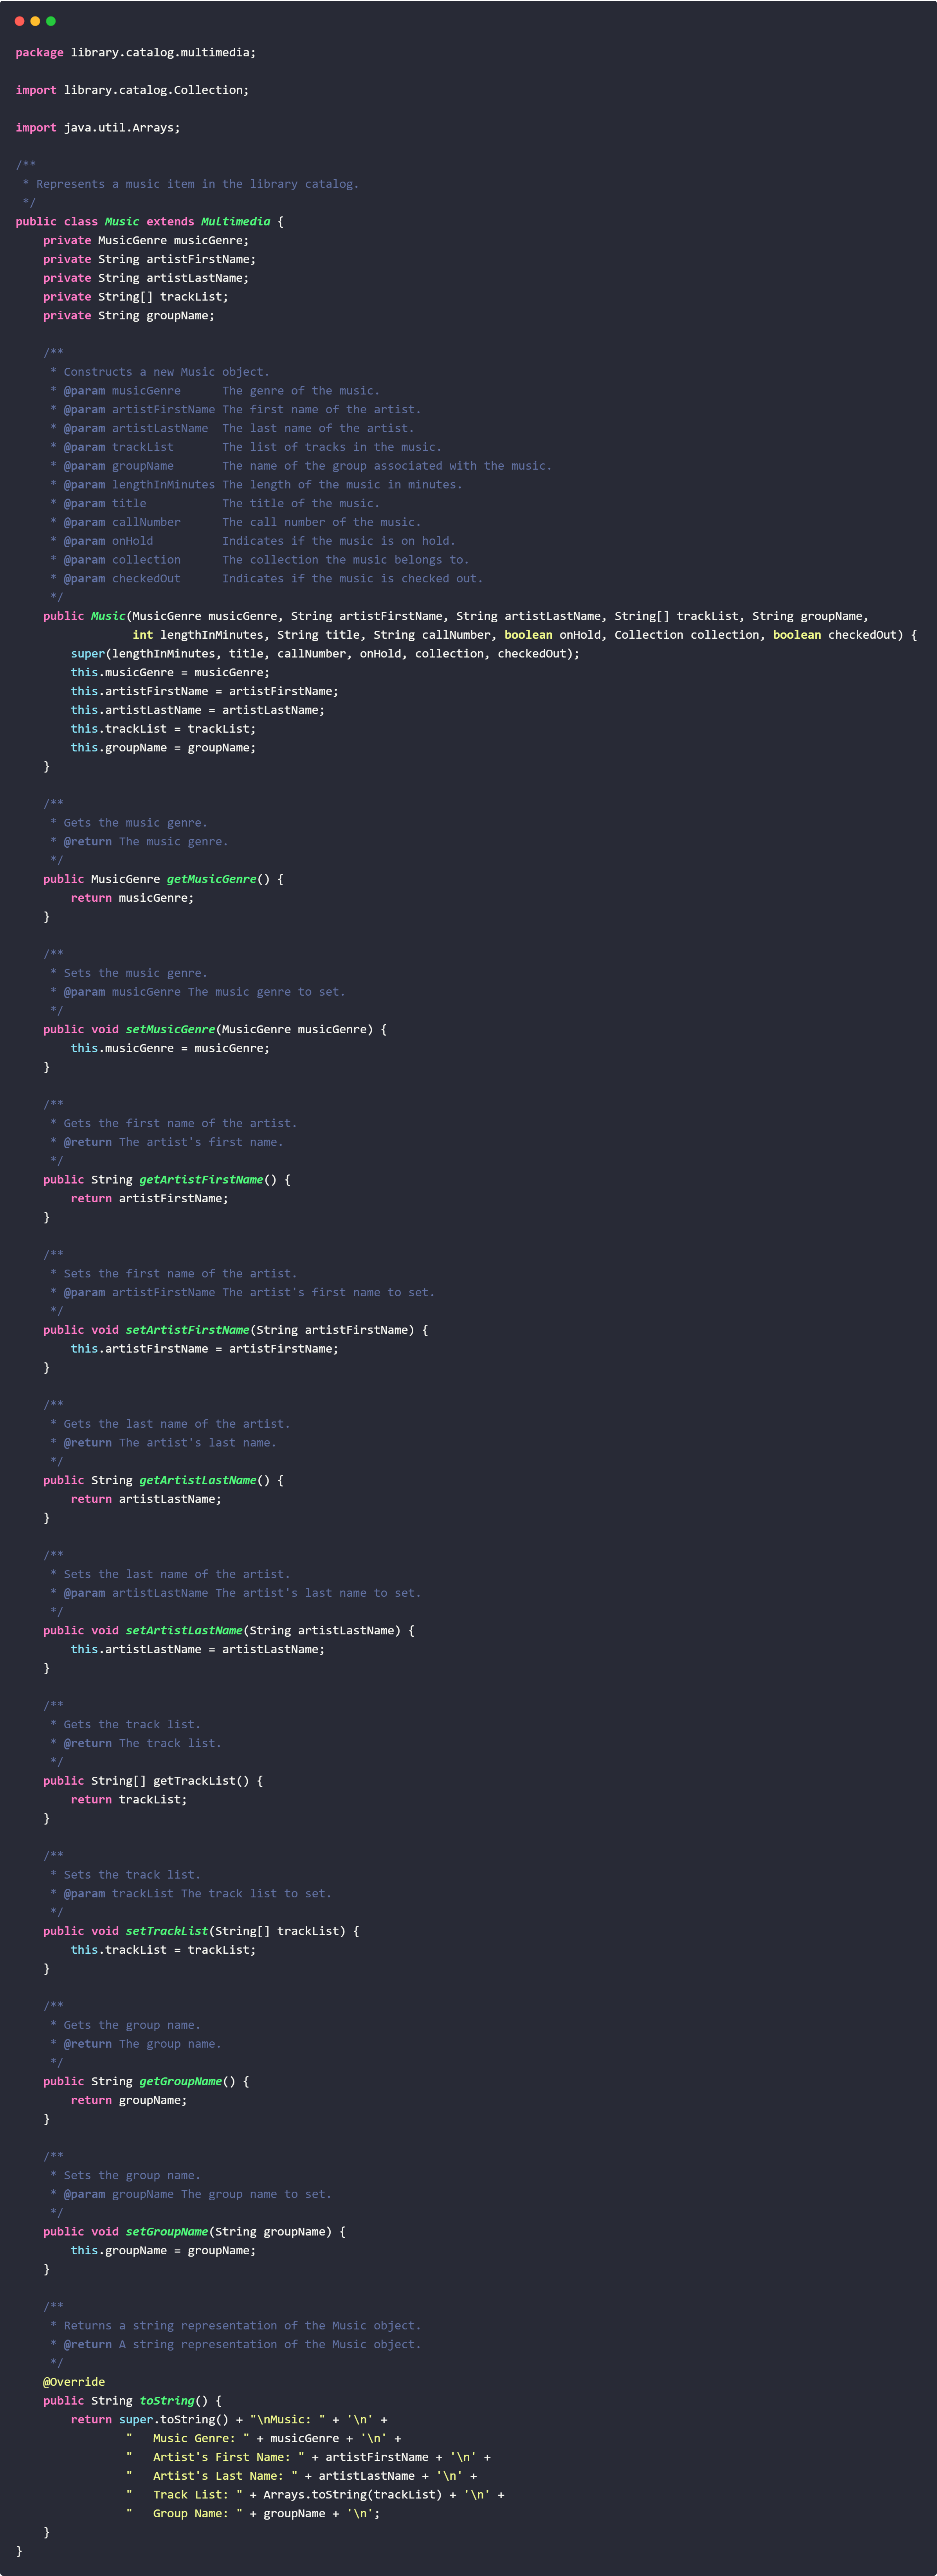 package library.catalog.multimedia;

import library.catalog.Collection;

import java.util.Arrays;

/**
 * Represents a music item in the library catalog.
 */
public class Music extends Multimedia {
    private MusicGenre musicGenre;
    private String artistFirstName;
    private String artistLastName;
    private String[] trackList;
    private String groupName;

    /**
     * Constructs a new Music object.
     * @param musicGenre      The genre of the music.
     * @param artistFirstName The first name of the artist.
     * @param artistLastName  The last name of the artist.
     * @param trackList       The list of tracks in the music.
     * @param groupName       The name of the group associated with the music.
     * @param lengthInMinutes The length of the music in minutes.
     * @param title           The title of the music.
     * @param callNumber      The call number of the music.
     * @param onHold          Indicates if the music is on hold.
     * @param collection      The collection the music belongs to.
     * @param checkedOut      Indicates if the music is checked out.
     */
    public Music(MusicGenre musicGenre, String artistFirstName, String artistLastName, String[] trackList, String groupName,
                 int lengthInMinutes, String title, String callNumber, boolean onHold, Collection collection, boolean checkedOut) {
        super(lengthInMinutes, title, callNumber, onHold, collection, checkedOut);
        this.musicGenre = musicGenre;
        this.artistFirstName = artistFirstName;
        this.artistLastName = artistLastName;
        this.trackList = trackList;
        this.groupName = groupName;
    }

    /**
     * Gets the music genre.
     * @return The music genre.
     */
    public MusicGenre getMusicGenre() {
        return musicGenre;
    }

    /**
     * Sets the music genre.
     * @param musicGenre The music genre to set.
     */
    public void setMusicGenre(MusicGenre musicGenre) {
        this.musicGenre = musicGenre;
    }

    /**
     * Gets the first name of the artist.
     * @return The artist's first name.
     */
    public String getArtistFirstName() {
        return artistFirstName;
    }

    /**
     * Sets the first name of the artist.
     * @param artistFirstName The artist's first name to set.
     */
    public void setArtistFirstName(String artistFirstName) {
        this.artistFirstName = artistFirstName;
    }

    /**
     * Gets the last name of the artist.
     * @return The artist's last name.
     */
    public String getArtistLastName() {
        return artistLastName;
    }

    /**
     * Sets the last name of the artist.
     * @param artistLastName The artist's last name to set.
     */
    public void setArtistLastName(String artistLastName) {
        this.artistLastName = artistLastName;
    }

    /**
     * Gets the track list.
     * @return The track list.
     */
    public String[] getTrackList() {
        return trackList;
    }

    /**
     * Sets the track list.
     * @param trackList The track list to set.
     */
    public void setTrackList(String[] trackList) {
        this.trackList = trackList;
    }

    /**
     * Gets the group name.
     * @return The group name.
     */
    public String getGroupName() {
        return groupName;
    }

    /**
     * Sets the group name.
     * @param groupName The group name to set.
     */
    public void setGroupName(String groupName) {
        this.groupName = groupName;
    }

    /**
     * Returns a string representation of the Music object.
     * @return A string representation of the Music object.
     */
    @Override
    public String toString() {
        return super.toString() + "\nMusic: " + '\n' +
                "   Music Genre: " + musicGenre + '\n' +
                "   Artist's First Name: " + artistFirstName + '\n' +
                "   Artist's Last Name: " + artistLastName + '\n' +
                "   Track List: " + Arrays.toString(trackList) + '\n' +
                "   Group Name: " + groupName + '\n';
    }
}